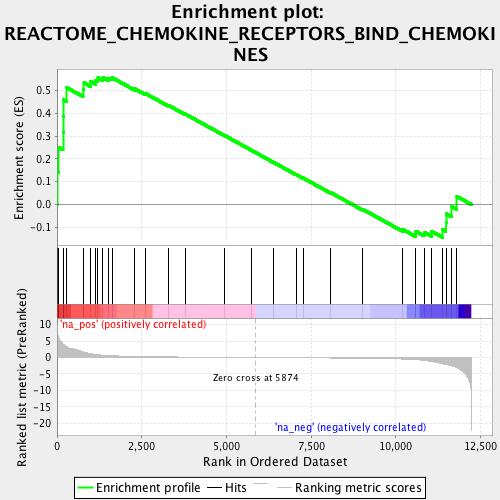 Enrichment plot:
REACTOME_CHEMOKINE_RECEPTORS_BIND_CHEMOKI
NES
Enrichment score (ES)
0.5
0.4
0.3
0.2
0.1
0.0
-0.1
'na_pos' (positively correlated)
Ranked list metric (PreRanked)
10
5
0
-5
-10
-15
-20
Zero cross at 5874
'na_neg' (negatively correlated)
0
2,500
5,000
7,500
10,000
12,500
Rank in Ordered Dataset
Enrichment profile
Hits
Ranking metric scores